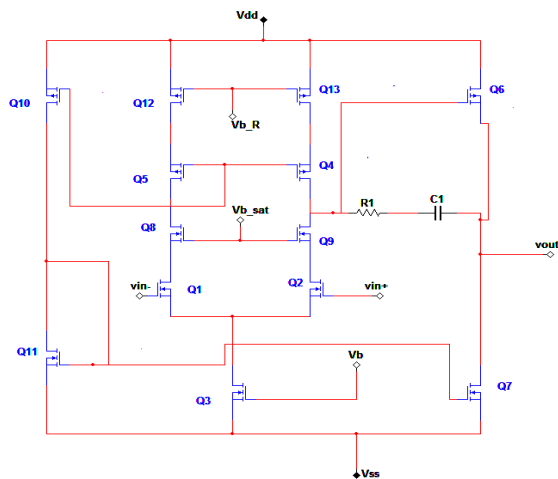 Vdd
Q10
Q12
Q13
Q6
Vb_R
Q5
Q4
Vb_sat
R1
C1
Q8
Q9
vout
vin-
Q1
Q2
vin+
Q11
Vb
Q3
Q7
Vss